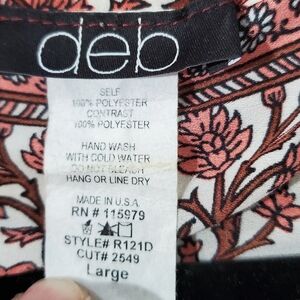 deb
SELF
100% POLYESTER
CONTRAST
100% POLYESTER
HAND WASH
WITH COLD WATER
DO NOT BLEACH
HANG OR LINE DRY
MADE IN U.S.A.
RN # 115979
STYLE# R121D
CUT# 2549
Large